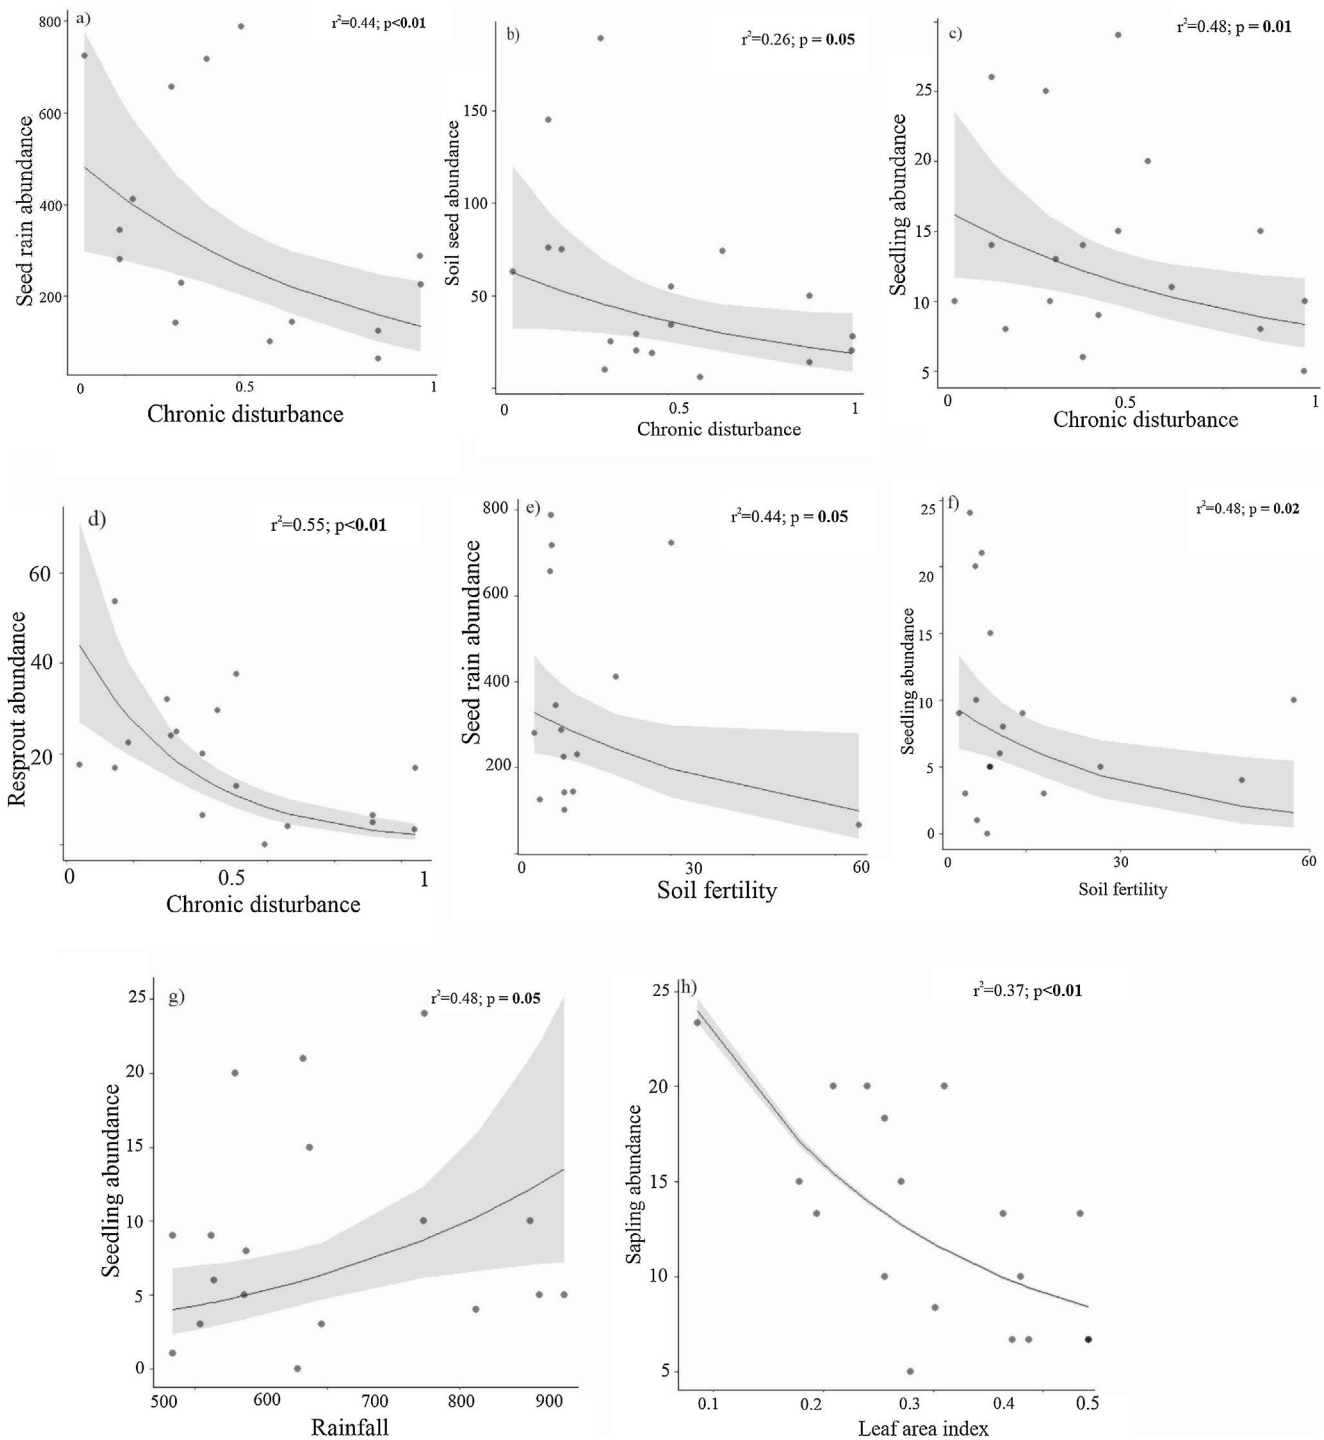 a)
r²=0.44; p<0.01
800
600
400
200
Seed rain abundance
0 0.5 1
Chronic disturbance
b)
r²=0.26; p = 0.05
150
100
50
Soil seed abundance
0 0.5 1
Chronic disturbance
c)
r²=0.48; p = 0.01
25
20
15
10
5
Seedling abundance
0 0.5 1
Chronic disturbance
d)
r²=0.55; p<0.01
60
40
20
Resprout abundance
0 0.5 1
Chronic disturbance
e)
r²=0.44; p = 0.05
800
600
400
200
Seed rain abundance
0 30 60
Soil fertility
f)
r²=0.48; p = 0.02
25
20
15
10
5
0
Seedling abundance
0 30 60
Soil fertility
g)
r²=0.48; p = 0.05
25
20
15
10
5
0
Seedling abundance
500 600 700 800 900
Rainfall
h)
r²=0.37; p<0.01
25
20
15
10
5
Sapling abundance
0.1 0.2 0.3 0.4 0.5
Leaf area index